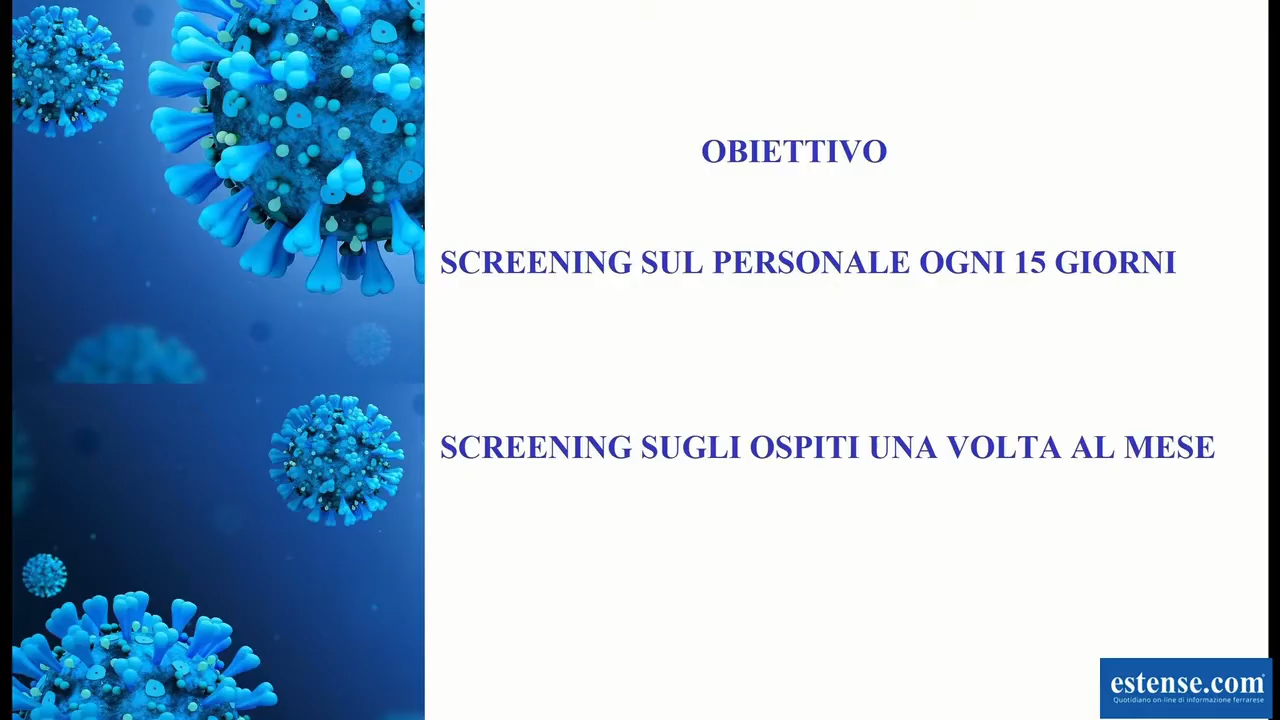 OBIETTIVO
SCREENING SUL PERSONALE OGNI 15 GIORNI
SCREENING SUGLI OSPITI UNA VOLTA AL MESE
estense.com®
Quotidiano on-line di informazione ferrarese